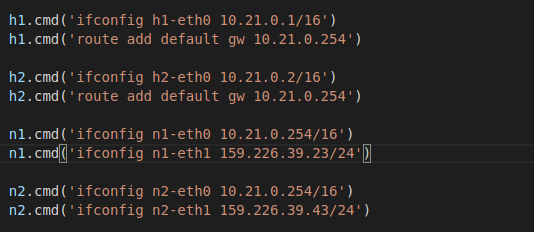 h1.cmd('ifconfig h1-eth0 10.21.0.1/16')
h1.cmd('route add default gw 10.21.0.254')
h2.cmd('ifconfig h2-eth0 10.21.0.2/16')
h2.cmd('route add default gw 10.21.0.254')
n1.cmd('ifconfig n1-eth0 10.21.0.254/16')
n1.cmd('ifconfig n1-eth1 159.226.39.23/24')
n2.cmd('ifconfig n2-eth0 10.21.0.254/16')
n2.cmd('ifconfig n2-eth1 159.226.39.43/24')